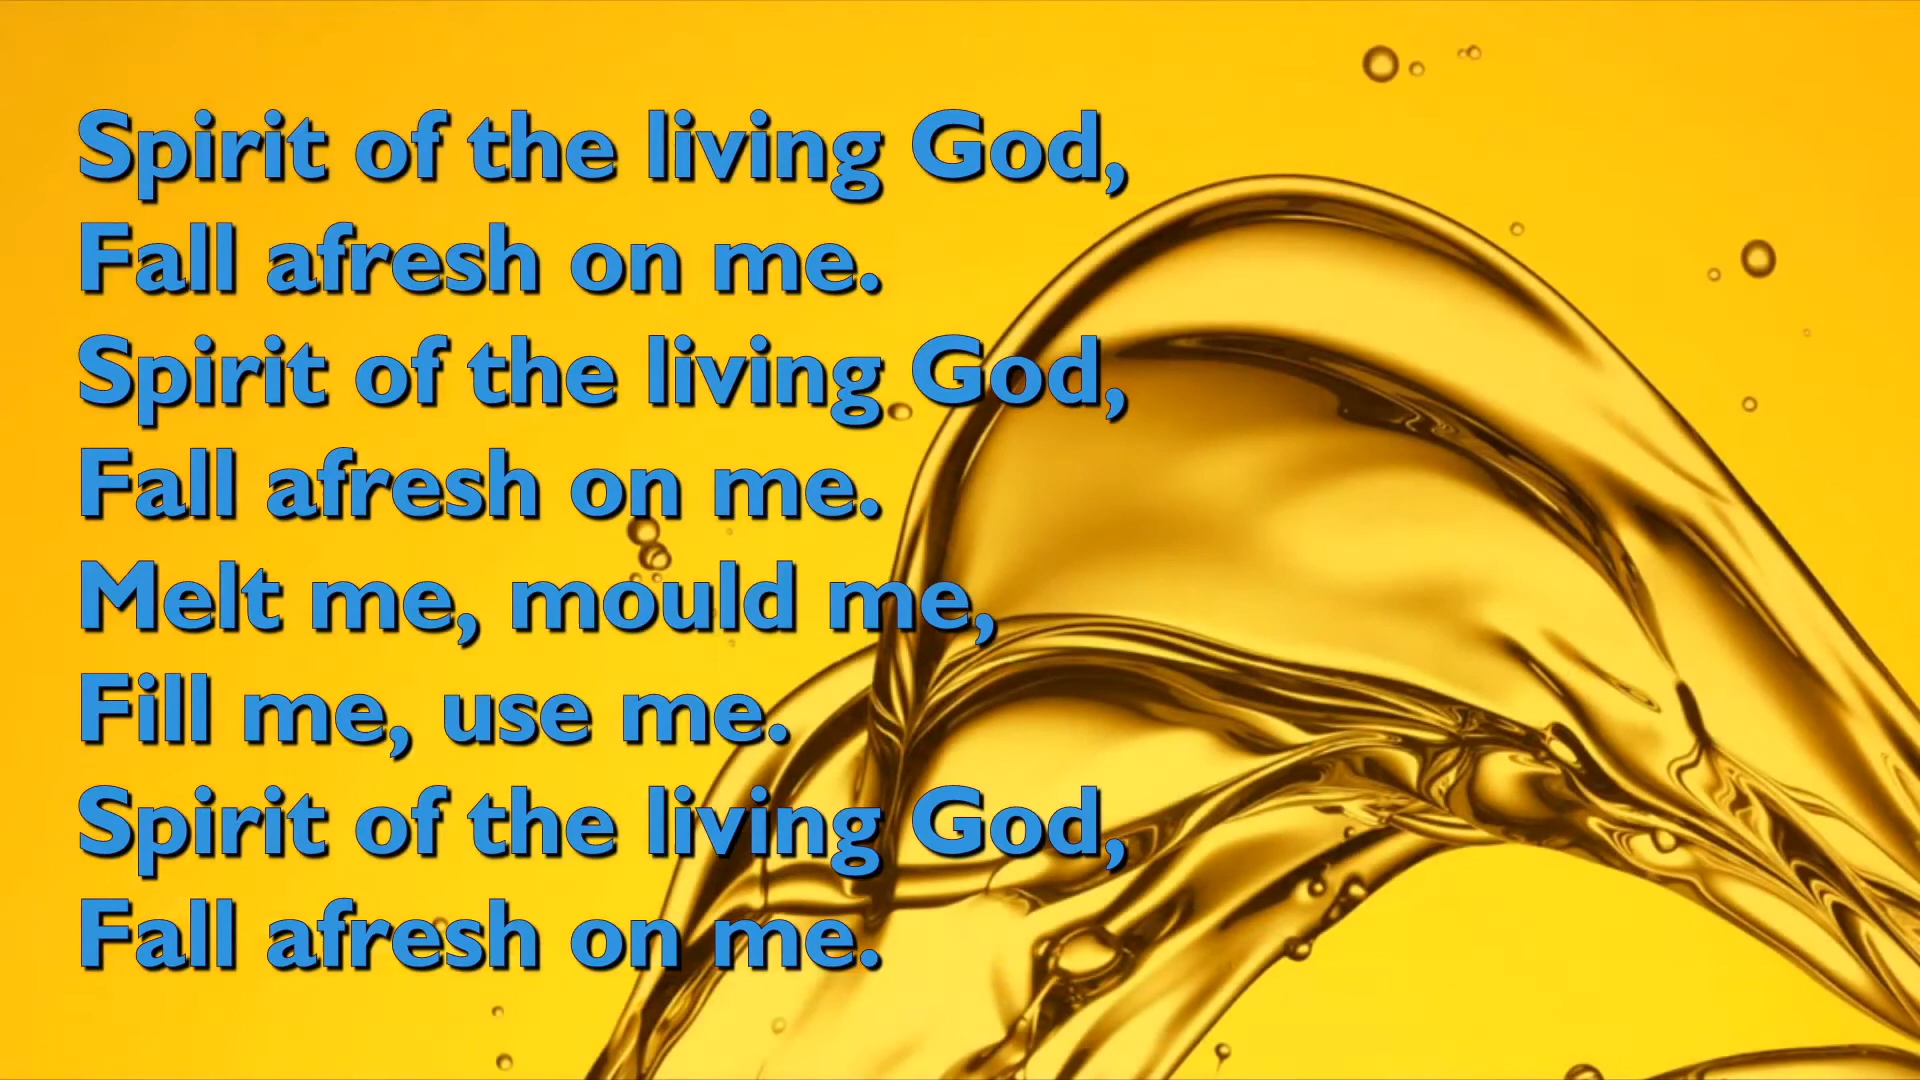 Spirit of the living God,
Fall afresh on me.
Spirit of the living God,
Fall afresh on me.
Melt me, mould me,
Fill me, use me.
Spirit of the living God,
Fall afresh on me.